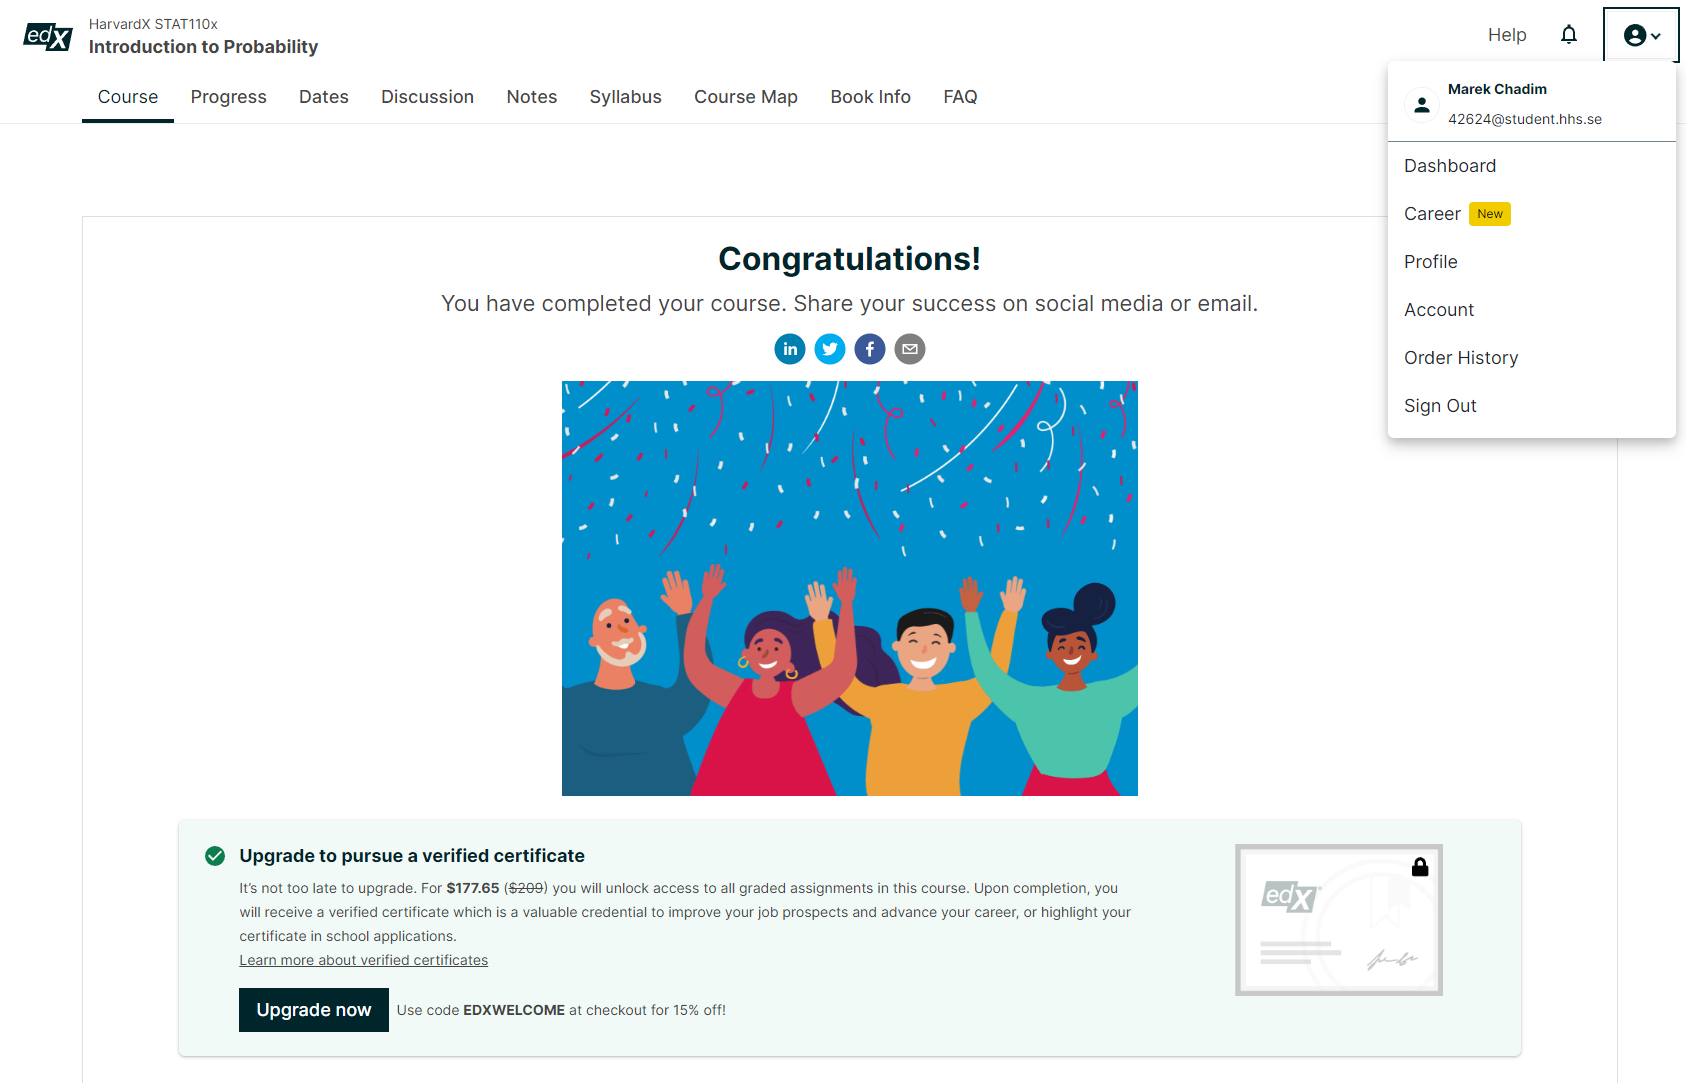 edX
HarvardX STAT110x
Introduction to Probability
Help
Course Progress Dates Discussion Notes Syllabus Course Map Book Info FAQ
Marek Chadim
42624@student.hhs.se
Dashboard
Career New
Profile
Account
Order History
Sign Out
Congratulations!
You have completed your course. Share your success on social media or email.
in
f
Upgrade to pursue a verified certificate
It’s not too late to upgrade. For $177.65 ($209) you will unlock access to all graded assignments in this course. Upon completion, you
will receive a verified certificate which is a valuable credential to improve your job prospects and advance your career, or highlight your
certificate in school applications.
Learn more about verified certificates
Upgrade now Use code EDXWELCOME at checkout for 15% off!
edX